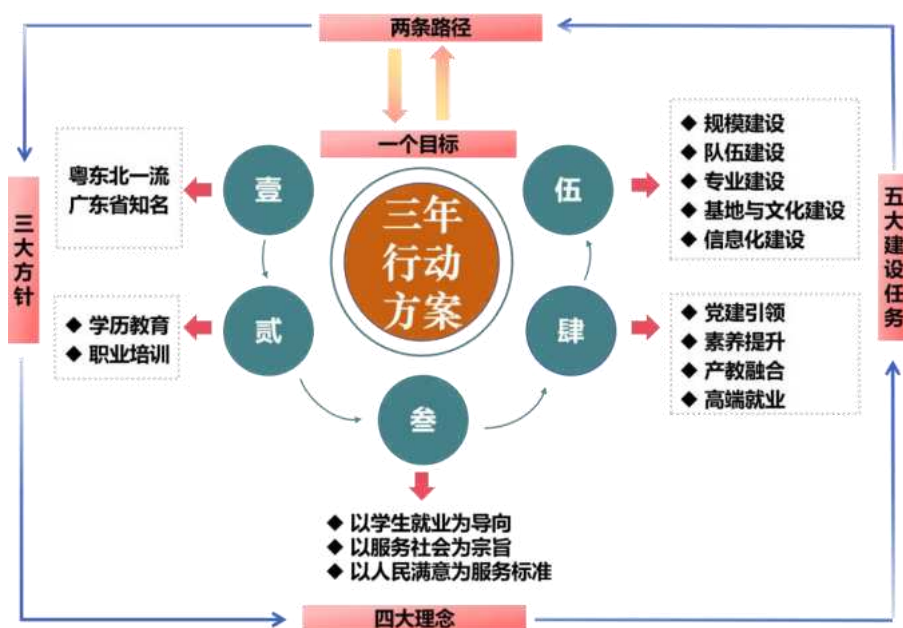 两条路径
一个目标
三年
行动
方案
壹
粤东北一流
广东省知名
贰
◆ 学历教育
◆ 职业培训
叁
◆ 以学生就业为导向
◆ 以服务社会为宗旨
◆ 以人民满意为服务标准
肆
◆ 党建引领
◆ 素养提升
◆ 产教融合
◆ 高端就业
伍
◆ 规模建设
◆ 队伍建设
◆ 专业建设
◆ 基地与文化建设
◆ 信息化建设
三大方针
四大理念
五大建设任务